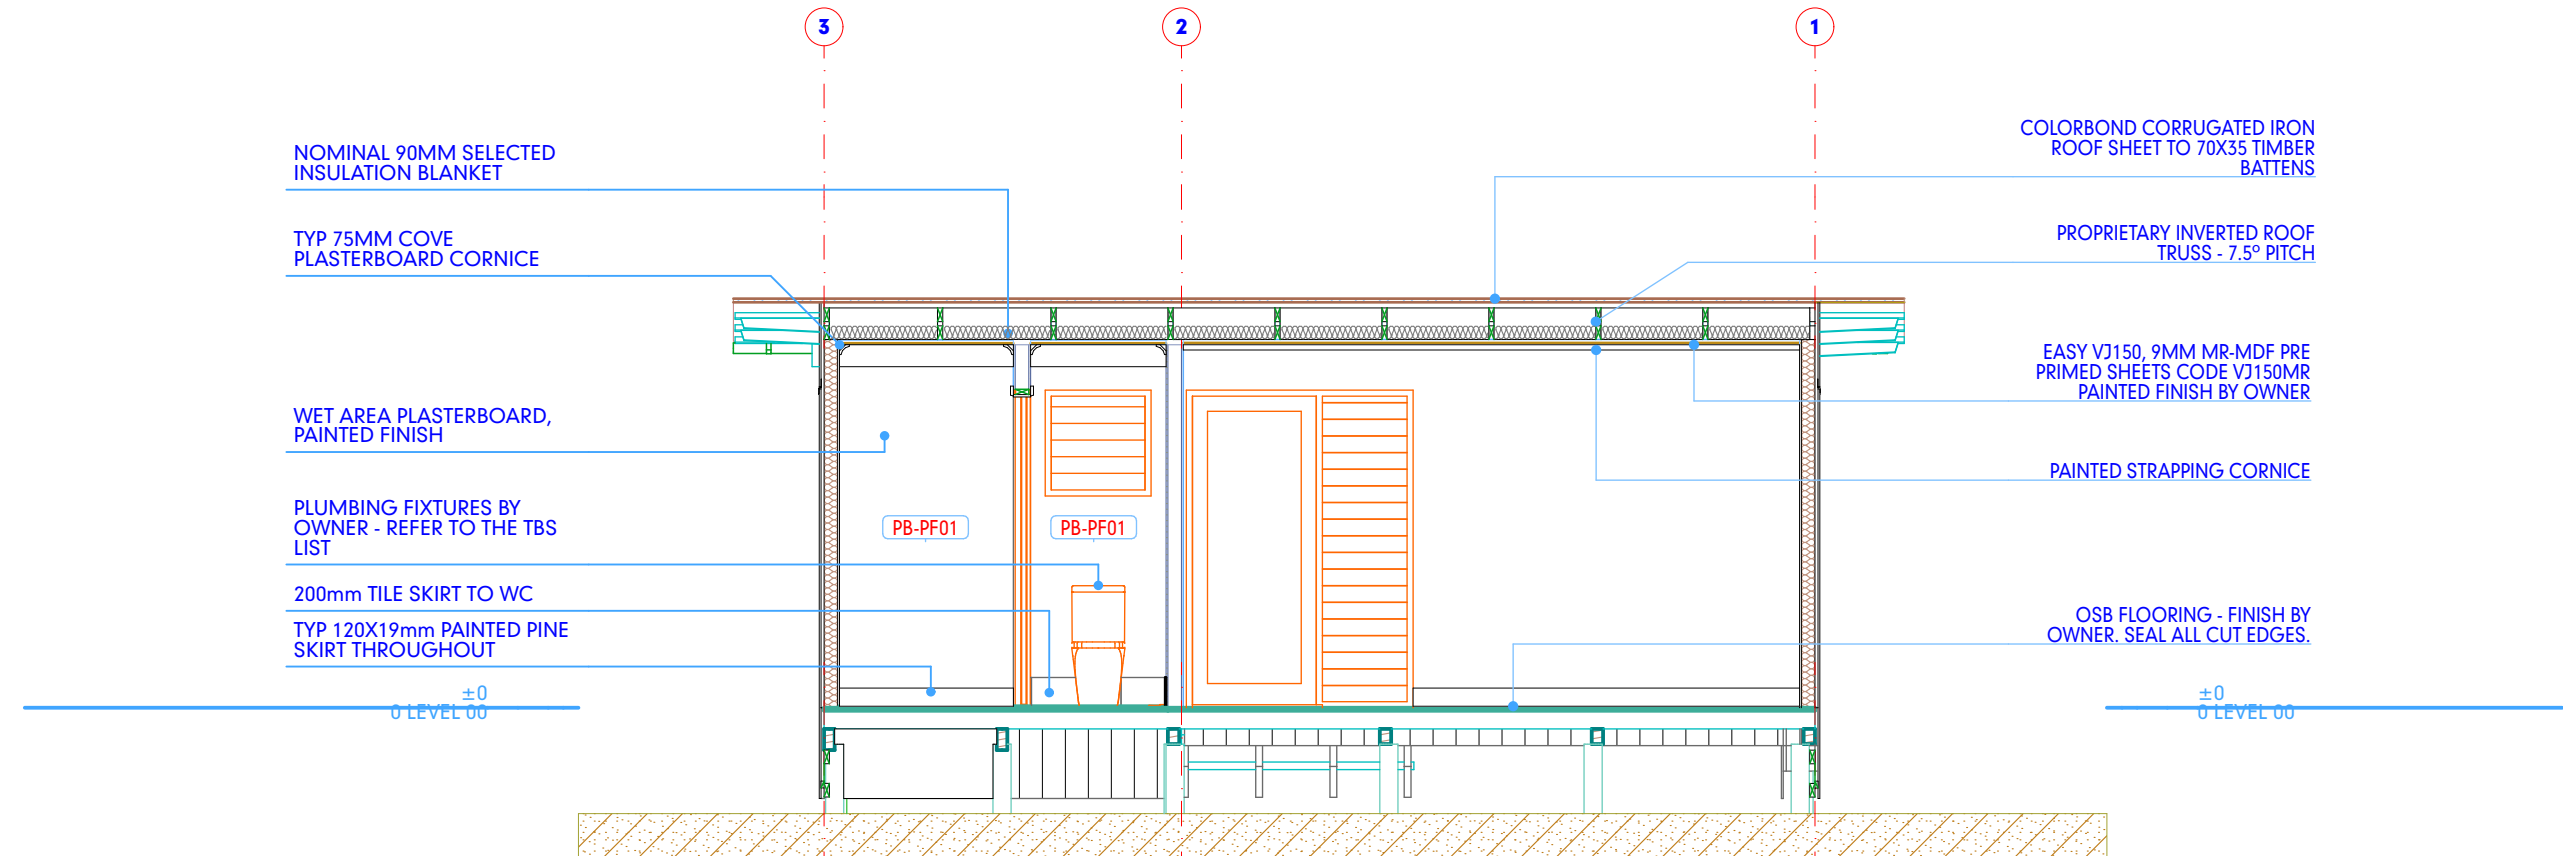 3
2
1
NOMINAL 90MM SELECTED
INSULATION BLANKET
TYP 75MM COVE
PLASTERBOARD CORNICE
WET AREA PLASTERBOARD,
PAINTED FINISH
PLUMBING FIXTURES BY
OWNER - REFER TO THE TBS
LIST
200mm TILE SKIRT TO WC
TYP 120X19mm PAINTED PINE
SKIRT THROUGHOUT
±0
0 LEVEL 00
PB-PF01
PB-PF01
COLORBOND CORRUGATED IRON
ROOF SHEET TO 70X35 TIMBER
BATTENS
PROPRIETARY INVERTED ROOF
TRUSS - 7.5° PITCH
EASY VJ150, 9MM MR-MDF PRE
PRIMED SHEETS CODE VJ150MR
PAINTED FINISH BY OWNER
PAINTED STRAPPING CORNICE
OSB FLOORING - FINISH BY
OWNER. SEAL ALL CUT EDGES.
±0
0 LEVEL 00